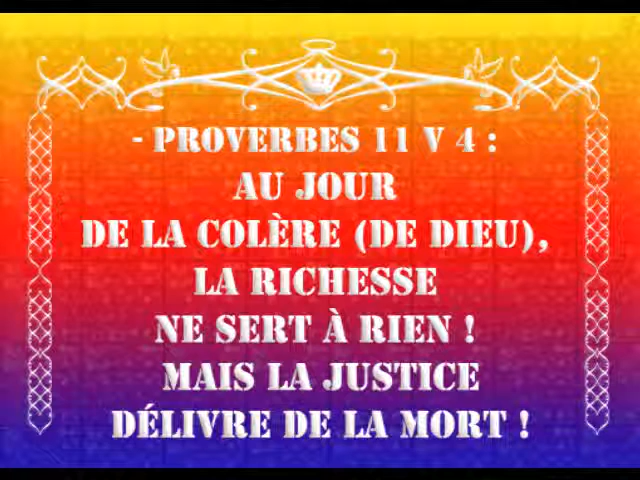 - PROVERBES 11 V 4 :
AU JOUR
DE LA COLÈRE (DE DIEU),
LA RICHESSE
NE SERT À RIEN !
MAIS LA JUSTICE
DÉLIVRE DE LA MORT !